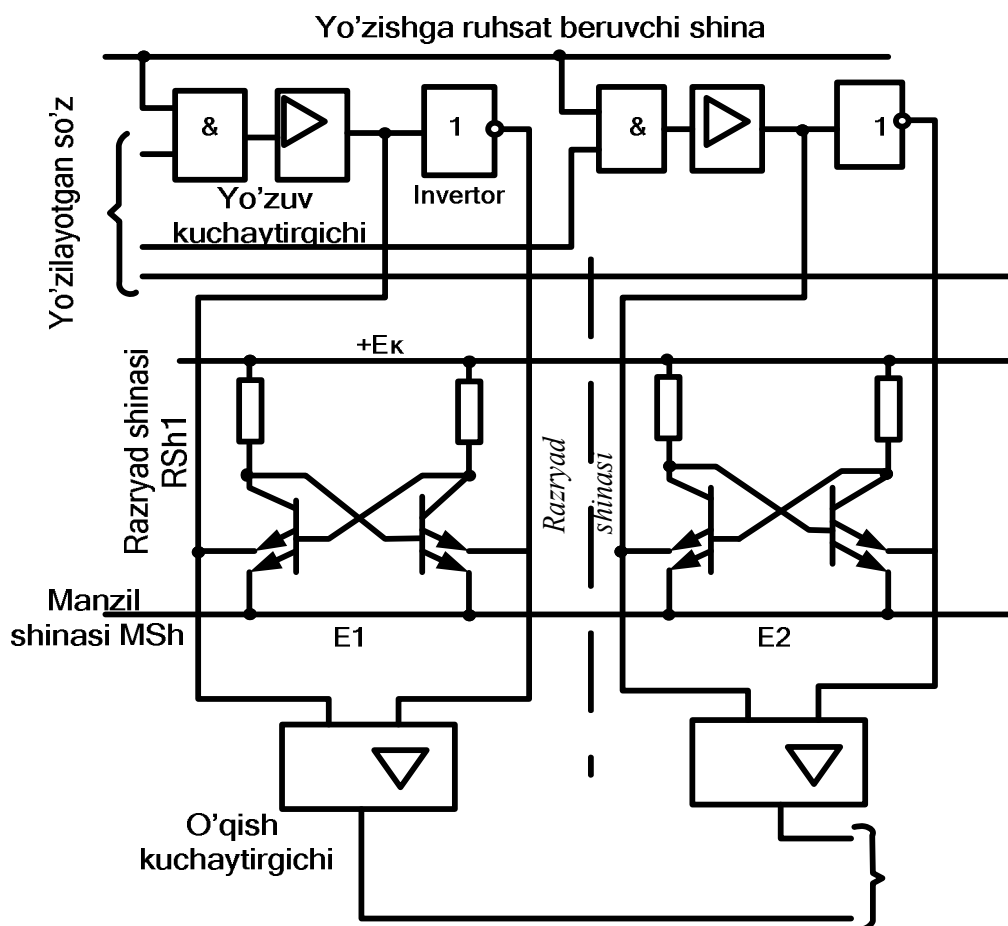 Yo’zishga ruhsat beruvchi shina
Yo’zilayotgan so’z
&
1
&
1
Yo’zuv
kuchaytirgichi
Invertor
+Eк
Razryad shinasi
RSh1
Razryad
shinasi
Manzil
shinasi MSh
E1
E2
O’qish
kuchaytirgichi